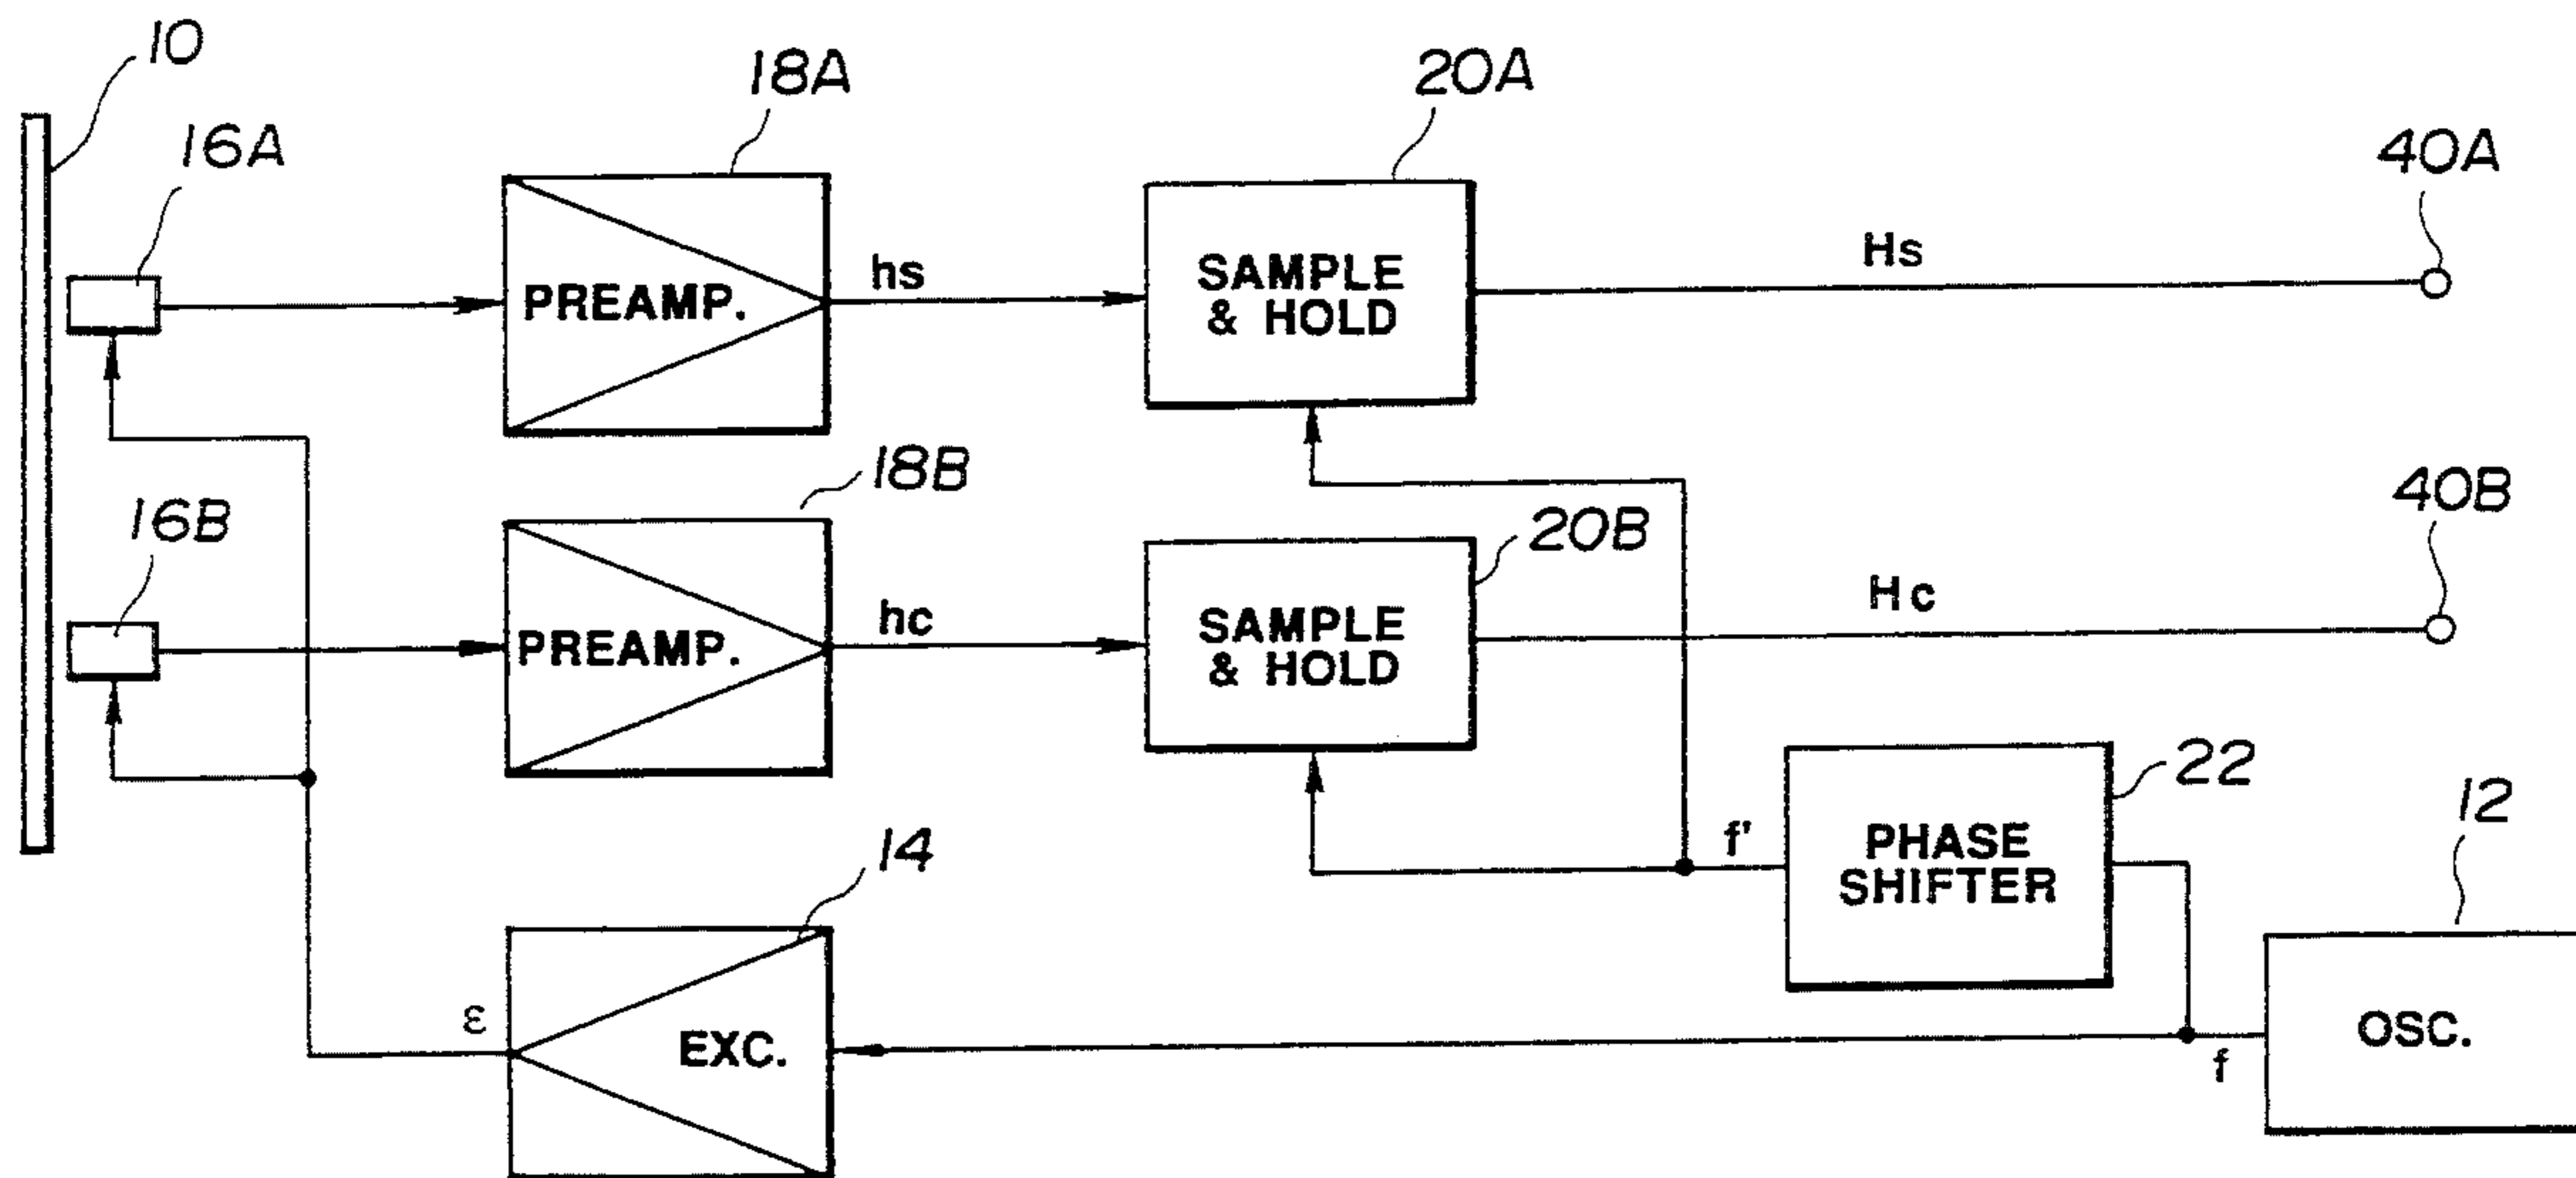 10
18A
20A
16A
40A
Hs
hs
SAMPLE
& HOLD
PREAMP.
18B
40B
16B
20B
Hc
hc
SAMPLE
& HOLD
PREAMP.
22
12
14
f'
PHASE
SHIFTER
ε
EXC.
OSC.
f